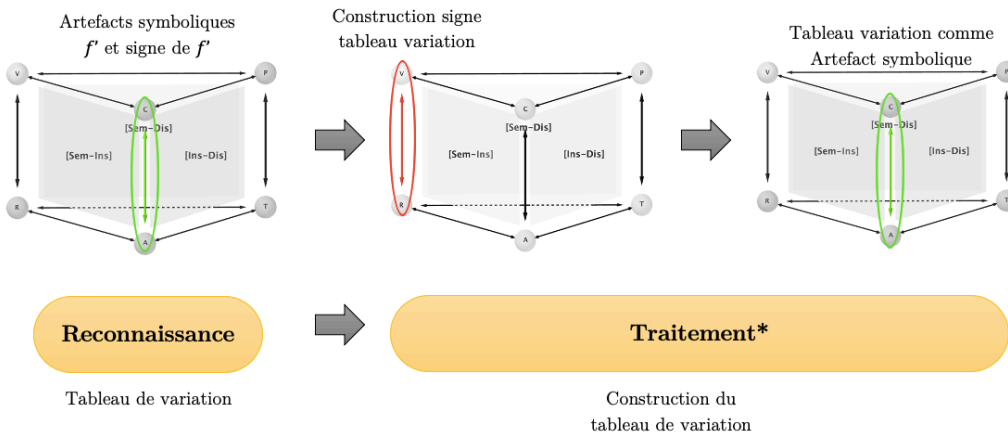 Artefacts symboliques
f' et signe de f'
Construction signe
tableau variation
Tableau variation comme
Artefact symbolique
V
P
C
[Sem-Dis]
[Sem-Ins]
[Ins-Dis]
R
T
A
V
P
C
[Sem-Dis]
[Sem-Ins]
[Ins-Dis]
R
T
A
V
P
C
[Sem-Dis]
[Sem-Ins]
[Ins-Dis]
R
T
A
Reconnaissance
Traitement*
Tableau de variation
Construction du
tableau de variation